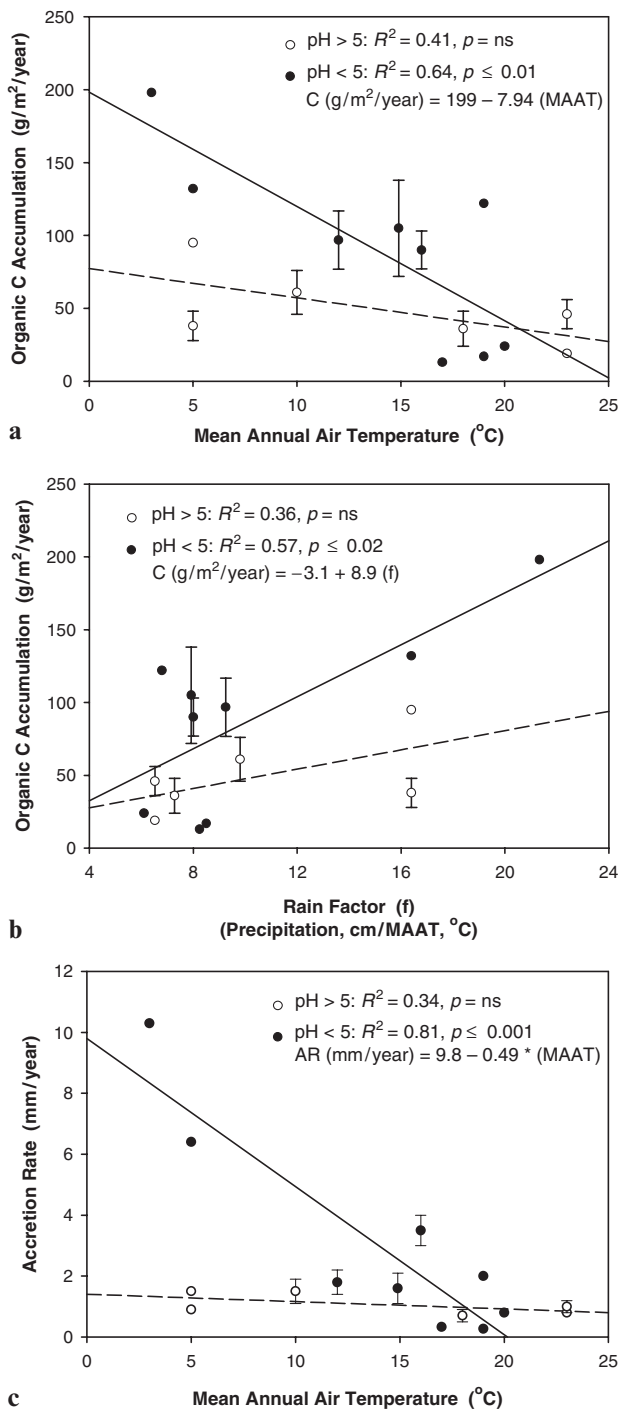 pH > 5: R² = 0.41, p = ns
pH < 5: R² = 0.64, p ≤ 0.01
C (g/m²/year) = 199 – 7.94 (MAAT)
Organic C Accumulation (g/m²/year)
250
200
150
100
50
0
0 5 10 15 20 25
Mean Annual Air Temperature (°C)
a
pH > 5: R² = 0.36, p = ns
pH < 5: R² = 0.57, p ≤ 0.02
C (g/m²/year) = −3.1 + 8.9 (f)
Organic C Accumulation (g/m²/year)
250
200
150
100
50
0
4 8 12 16 20 24
Rain Factor (f)
(Precipitation, cm/MAAT, °C)
b
pH > 5: R² = 0.34, p = ns
pH < 5: R² = 0.81, p ≤ 0.001
AR (mm/year) = 9.8 – 0.49 * (MAAT)
Accretion Rate (mm/year)
12
10
8
6
4
2
0
0 5 10 15 20 25
Mean Annual Air Temperature (°C)
c